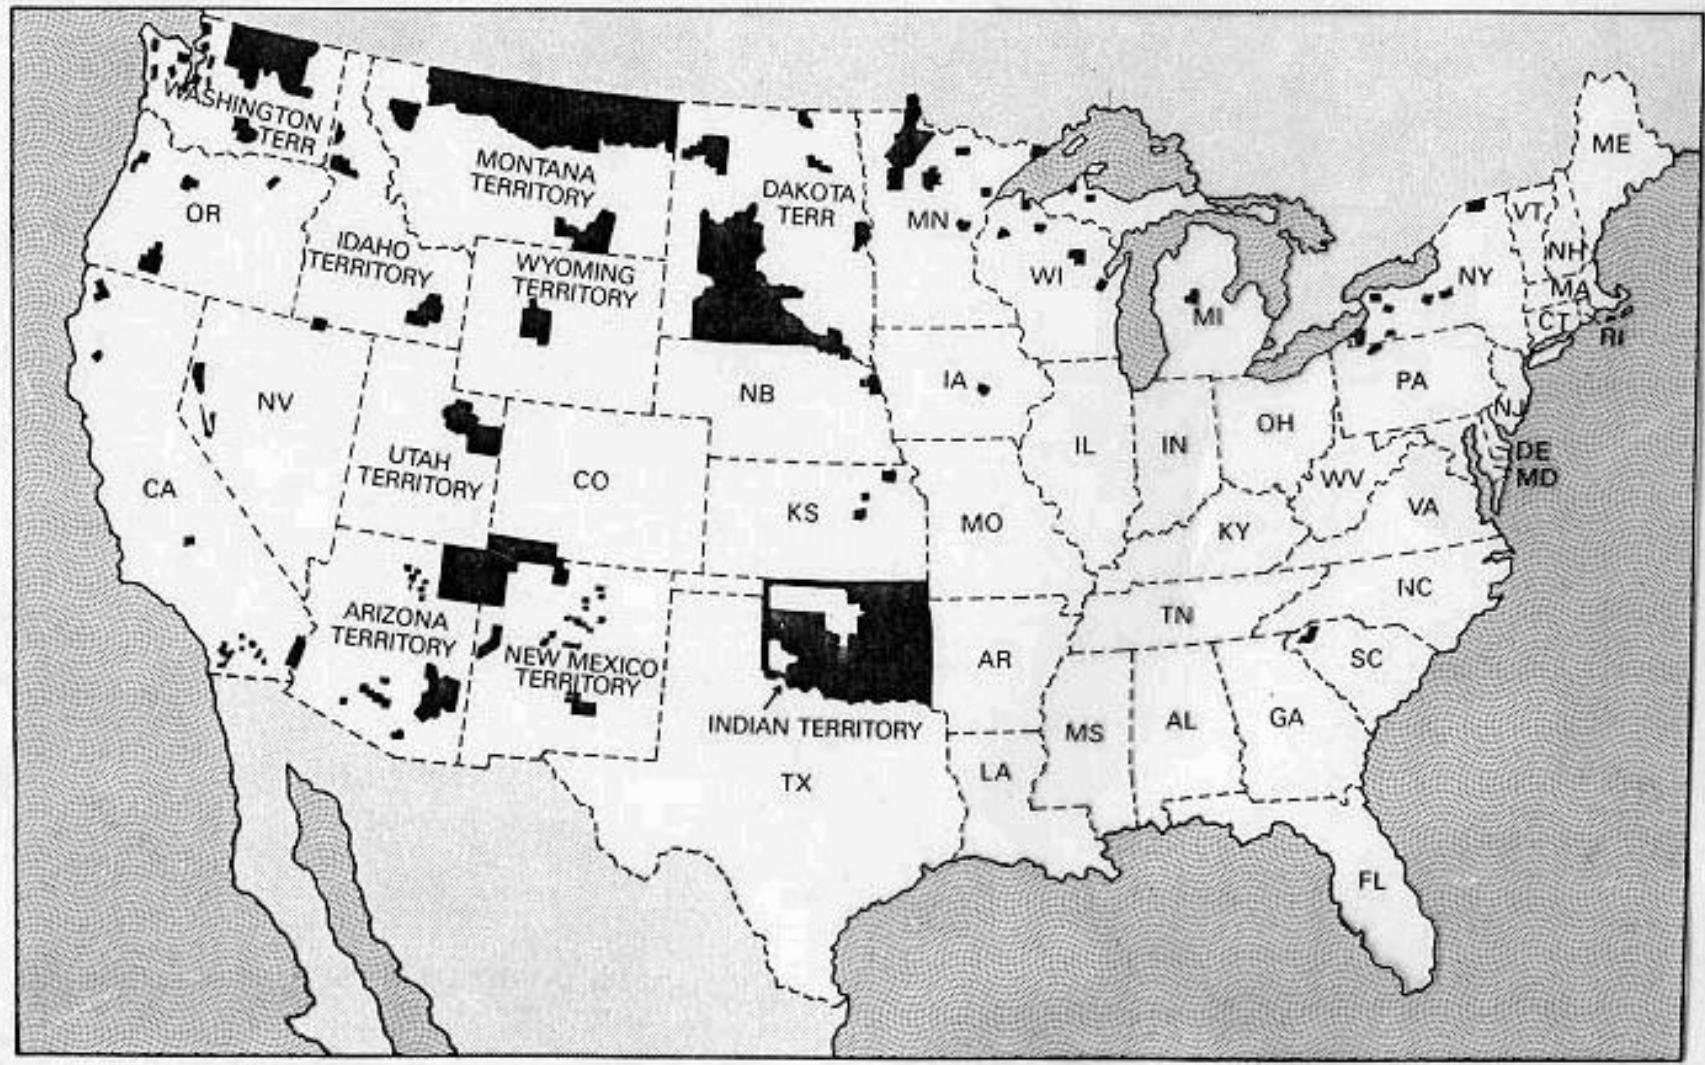 WASHINGTON
TERR
MONTANA
TERRITORY
DAKOTA
TERR
MN
ME
VT
NH
NY
MA
CT
RI
OR
IDAHO
TERRITORY
WYOMING
TERRITORY
WI
MI
NV
NB
IA
PA
NJ
IL
IN
OH
DE
MD
WV
VA
UTAH
TERRITORY
CO
CA
KS
MO
KY
NC
TN
ARIZONA
TERRITORY
NEW MEXICO
TERRITORY
AR
SC
INDIAN TERRITORY
MS
AL
GA
TX
LA
FL